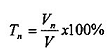 Tₙ = Vₙ/V x100%